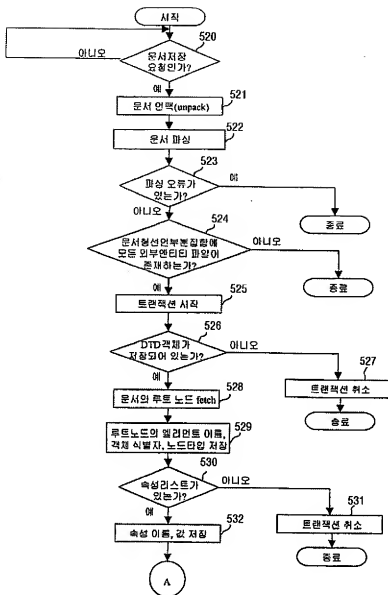 시작
520
아니오
문서저장
요청인가?
예
521
문서 언팩(unpack)
522
문서 파싱
523
파싱 오류가
있는가?
예
종료
아니오
524
문서형선언부분집합에
모든 외부엔티티 파일이
존재하는가?
아니오
종료
예
525
트랜잭션 시작
526
DTD객체가
저장되어 있는가?
아니오
527
트랜잭션 취소
종료
예
528
문서의 루트 노드 fetch
529
루트노드의 엘리먼트 이름,
객체 식별자, 노드타입 저장
530
속성리스트가
있는가?
아니오
531
트랜잭션 취소
종료
예
532
속성 이름, 값 저장
A